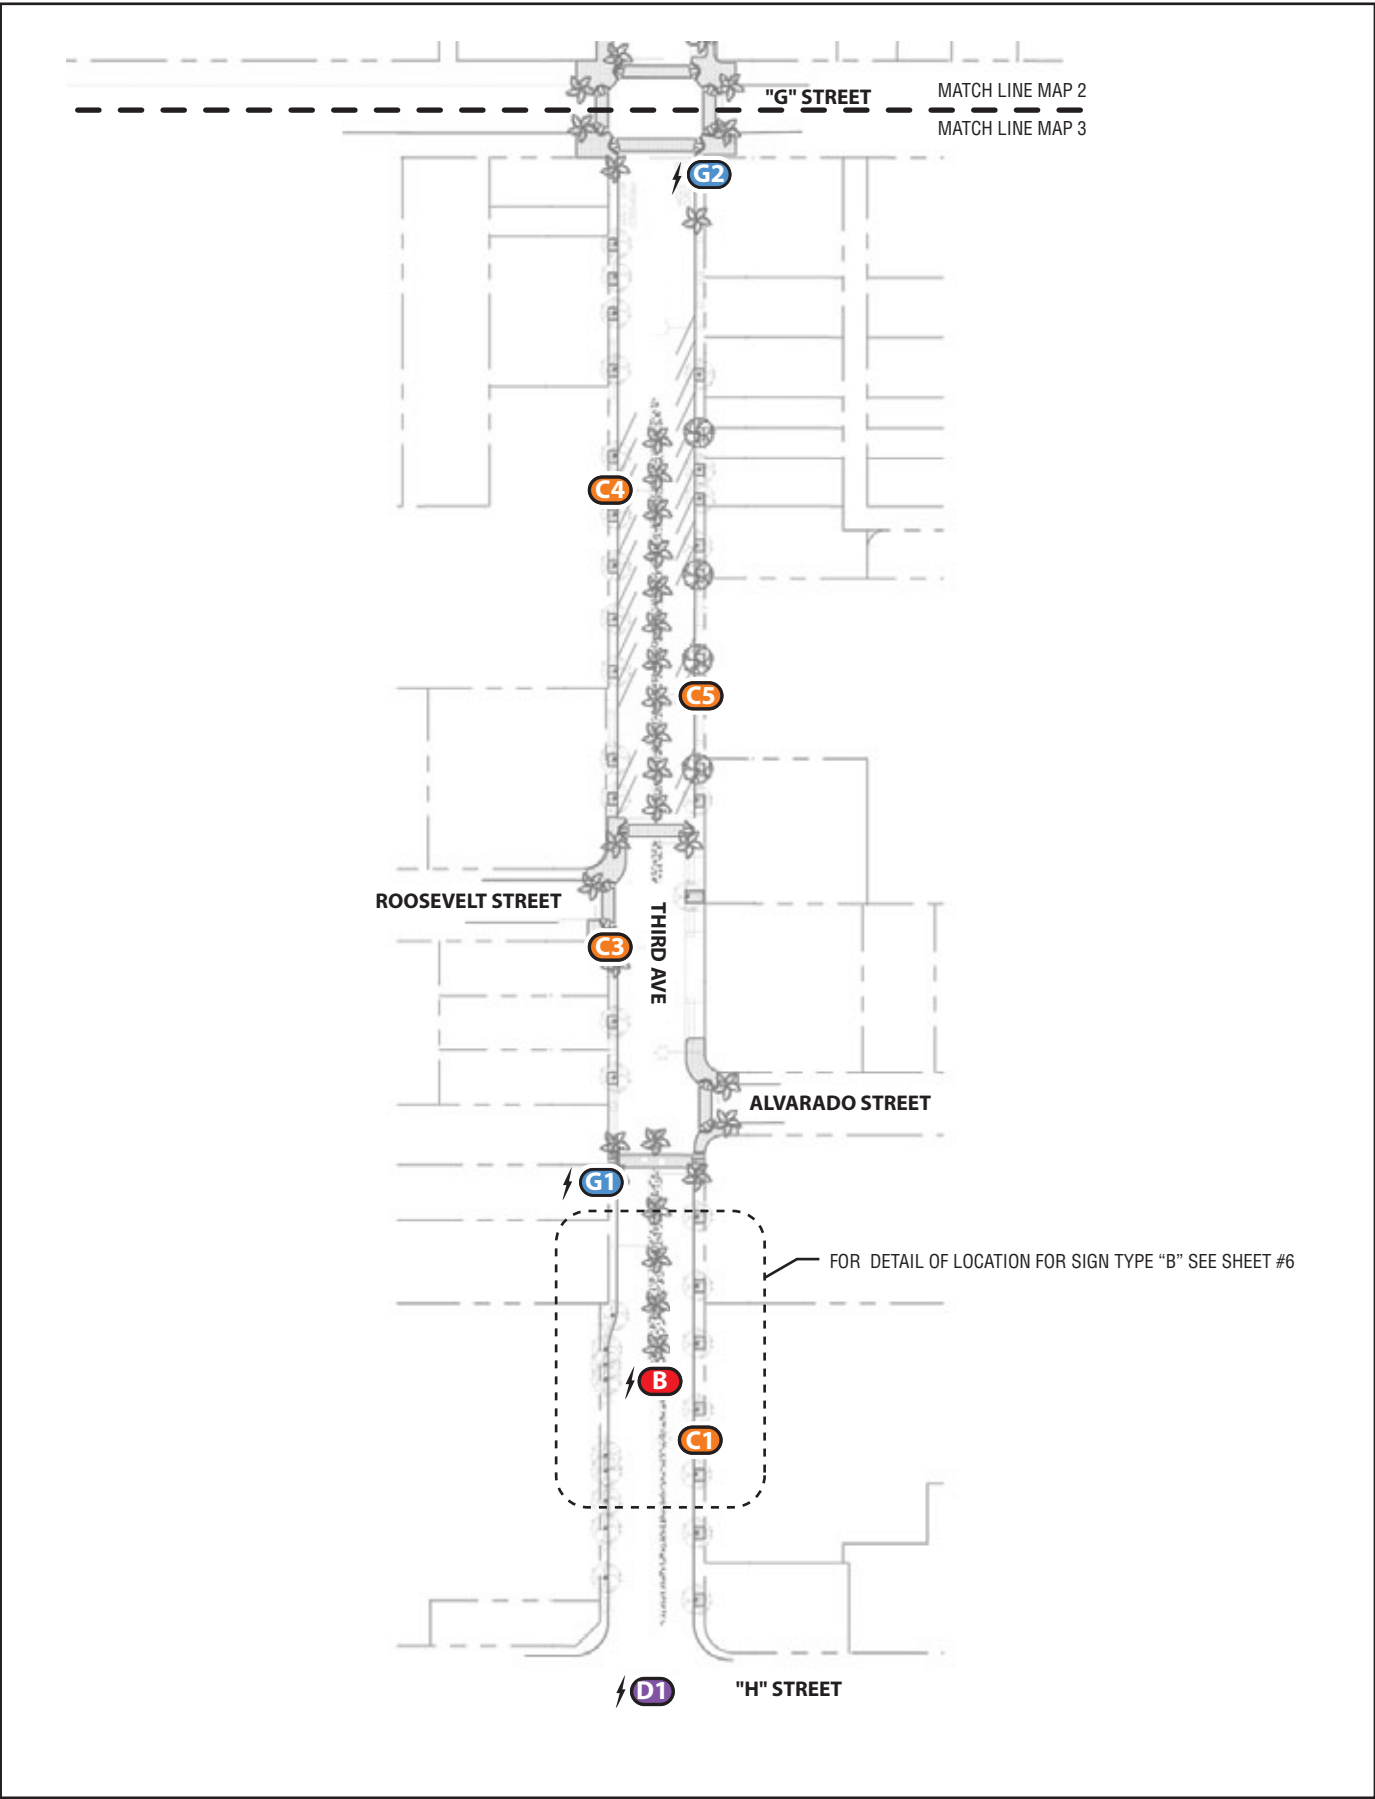 MATCH LINE MAP 2
"G" STREET
MATCH LINE MAP 3
G2
C4
C5
ROOSEVELT STREET
THIRD AVE
C3
ALVARADO STREET
G1
FOR DETAIL OF LOCATION FOR SIGN TYPE “B” SEE SHEET #6
B
C1
D1
"H" STREET